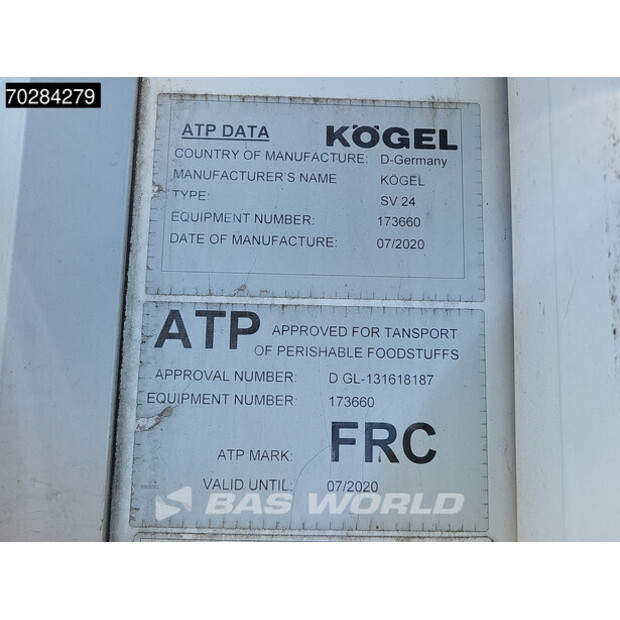 70284279
ATP DATA KÖGEL
COUNTRY OF MANUFACTURE: D-Germany
MANUFACTURER'S NAME KÖGEL
TYPE: SV 24
EQUIPMENT NUMBER: 173660
DATE OF MANUFACTURE: 07/2020
ATP APPROVED FOR TANSPORT
OF PERISHABLE FOODSTUFFS
APPROVAL NUMBER: D GL-131618187
EQUIPMENT NUMBER: 173660
ATP MARK: FRC
VALID UNTIL: 07/2020
BAS WORLD